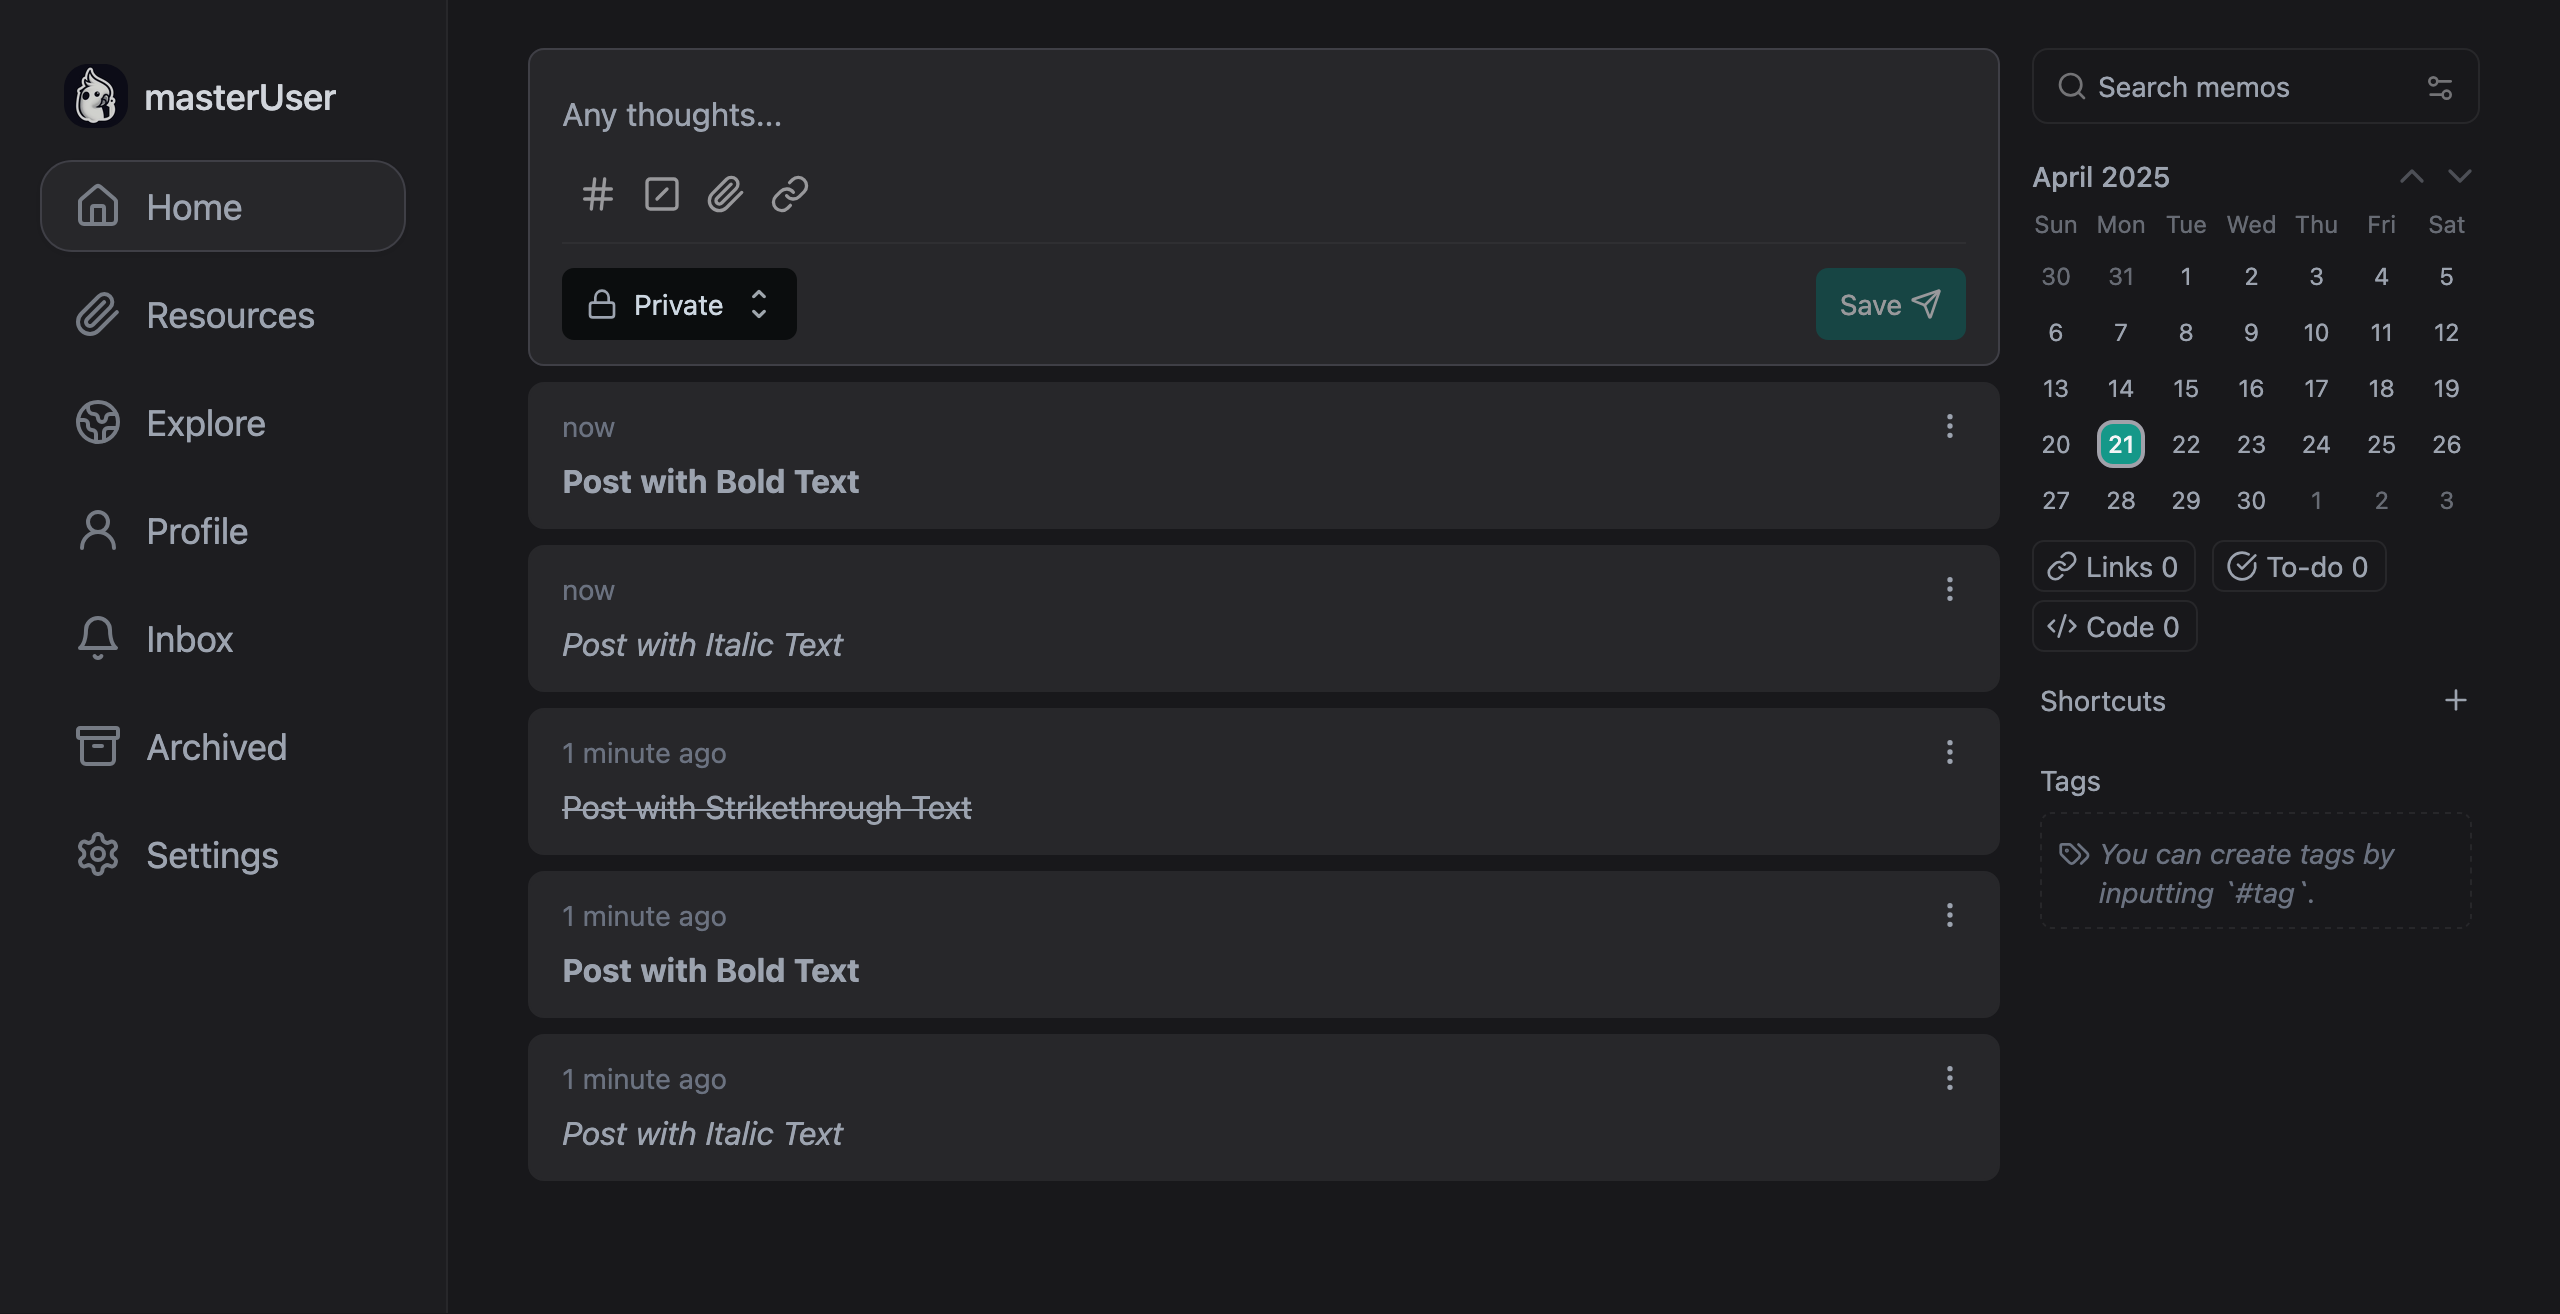 masterUser
Home
Resources
Explore
Profile
Inbox
Archived
Settings
Any thoughts...
Private
Save
now
Post with Bold Text
now
Post with Italic Text
1 minute ago
Post with Strikethrough Text
1 minute ago
Post with Bold Text
1 minute ago
Post with Italic Text
Search memos
April 2025
Sun Mon Tue Wed Thu Fri Sat
30 31 1 2 3 4 5
6 7 8 9 10 11 12
13 14 15 16 17 18 19
20 21 22 23 24 25 26
27 28 29 30 1 2 3
Links 0 To-do 0
Code 0
Shortcuts
Tags
You can create tags by
inputting `#tag`.